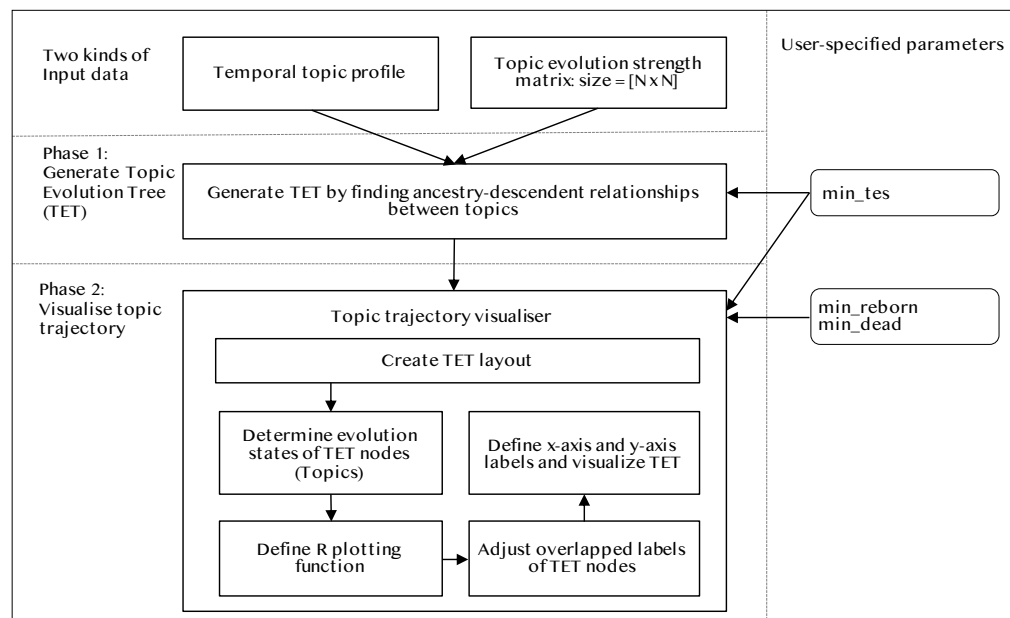 Two kinds of
Input data
Temporal topic profile
Topic evolution strength
matrix: size = [N x N]
User-specified parameters
Phase 1:
Generate Topic
Evolution Tree
(TET)
Generate TET by finding ancestry-descendent relationships
between topics
min_tes
Phase 2:
Visualise topic
trajectory
Topic trajectory visualiser
min_reborn
min_dead
Create TET layout
Determine evolution
states of TET nodes
(Topics)
Define x-axis and y-axis
labels and visualize TET
Define R plotting
function
Adjust overlapped labels
of TET nodes